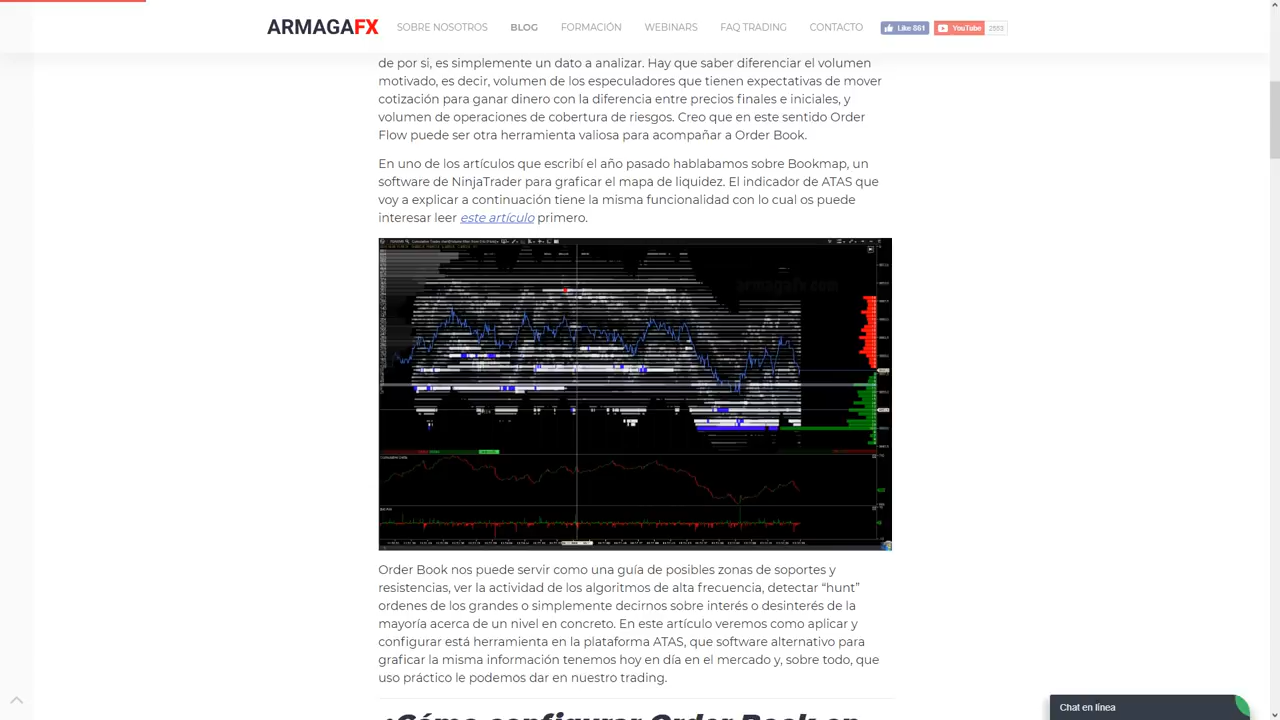 ARMAGAFX SOBRE NOSOTROS BLOG FORMACIÓN WEBINARS FAQ TRADING CONTACTO Like 861 YouTube 2553
de por si, es simplemente un dato a analizar. Hay que saber diferenciar el volumen
motivado, es decir, volumen de los especuladores que tienen expectativas de mover
cotización para ganar dinero con la diferencia entre precios finales e iniciales, y
volumen de operaciones de cobertura de riesgos. Creo que en este sentido Order
Flow puede ser otra herramienta valiosa para acompañar a Order Book.
En uno de los artículos que escribí el año pasado hablabamos sobre Bookmap, un
software de NinjaTrader para graficar el mapa de liquidez. El indicador de ATAS que
voy a explicar a continuación tiene la misma funcionalidad con lo cual os puede
interesar leer este artículo primero.
armagafx.com
Order Book nos puede servir como una guía de posibles zonas de soportes y
resistencias, ver la actividad de los algoritmos de alta frecuencia, detectar “hunt”
ordenes de los grandes o simplemente decirnos sobre interés o desinterés de la
mayoría acerca de un nivel en concreto. En este artículo veremos como aplicar y
configurar está herramienta en la plataforma ATAS, que software alternativo para
graficar la misma información tenemos hoy en día en el mercado y, sobre todo, que
uso práctico le podemos dar en nuestro trading.
¿Cómo configurar Order Book en
Chat en línea